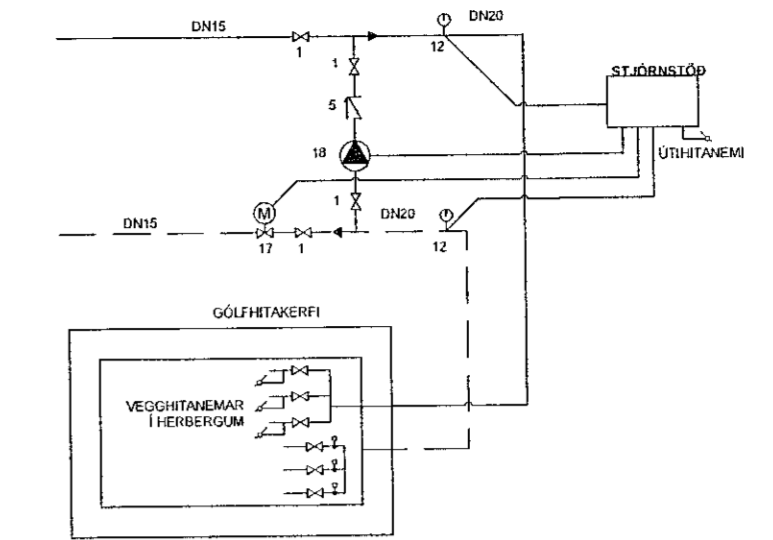 DN15
DN20
1
12
1
STJÓRNSTÖÐ
5
18
ÚTIHITANEMI
1
DN20
DN15
M
17
1
12
GÓLFHITAKERFI
VEGGHITANEMAR
Í HERBERGUM